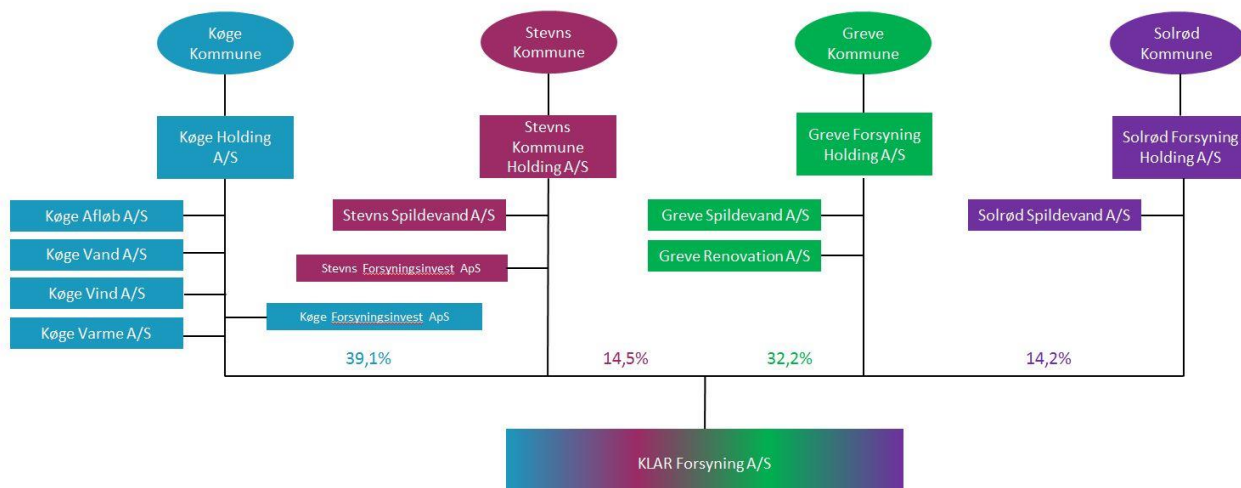 Køge
Kommune
Stevns
Kommune
Greve
Kommune
Solrød
Kommune
Køge Holding
A/S
Stevns
Kommune
Holding A/S
Greve Forsyning
Holding A/S
Solrød Forsyning
Holding A/S
Køge Afløb A/S
Stevns Spildevand A/S
Greve Spildevand A/S
Solrød Spildevand A/S
Køge Vand A/S
Stevns Forsyningsinvest ApS
Greve Renovation A/S
Køge Vind A/S
Køge Forsyningsinvest ApS
Køge Varme A/S
39,1%
14,5%
32,2%
14,2%
KLAR Forsyning A/S